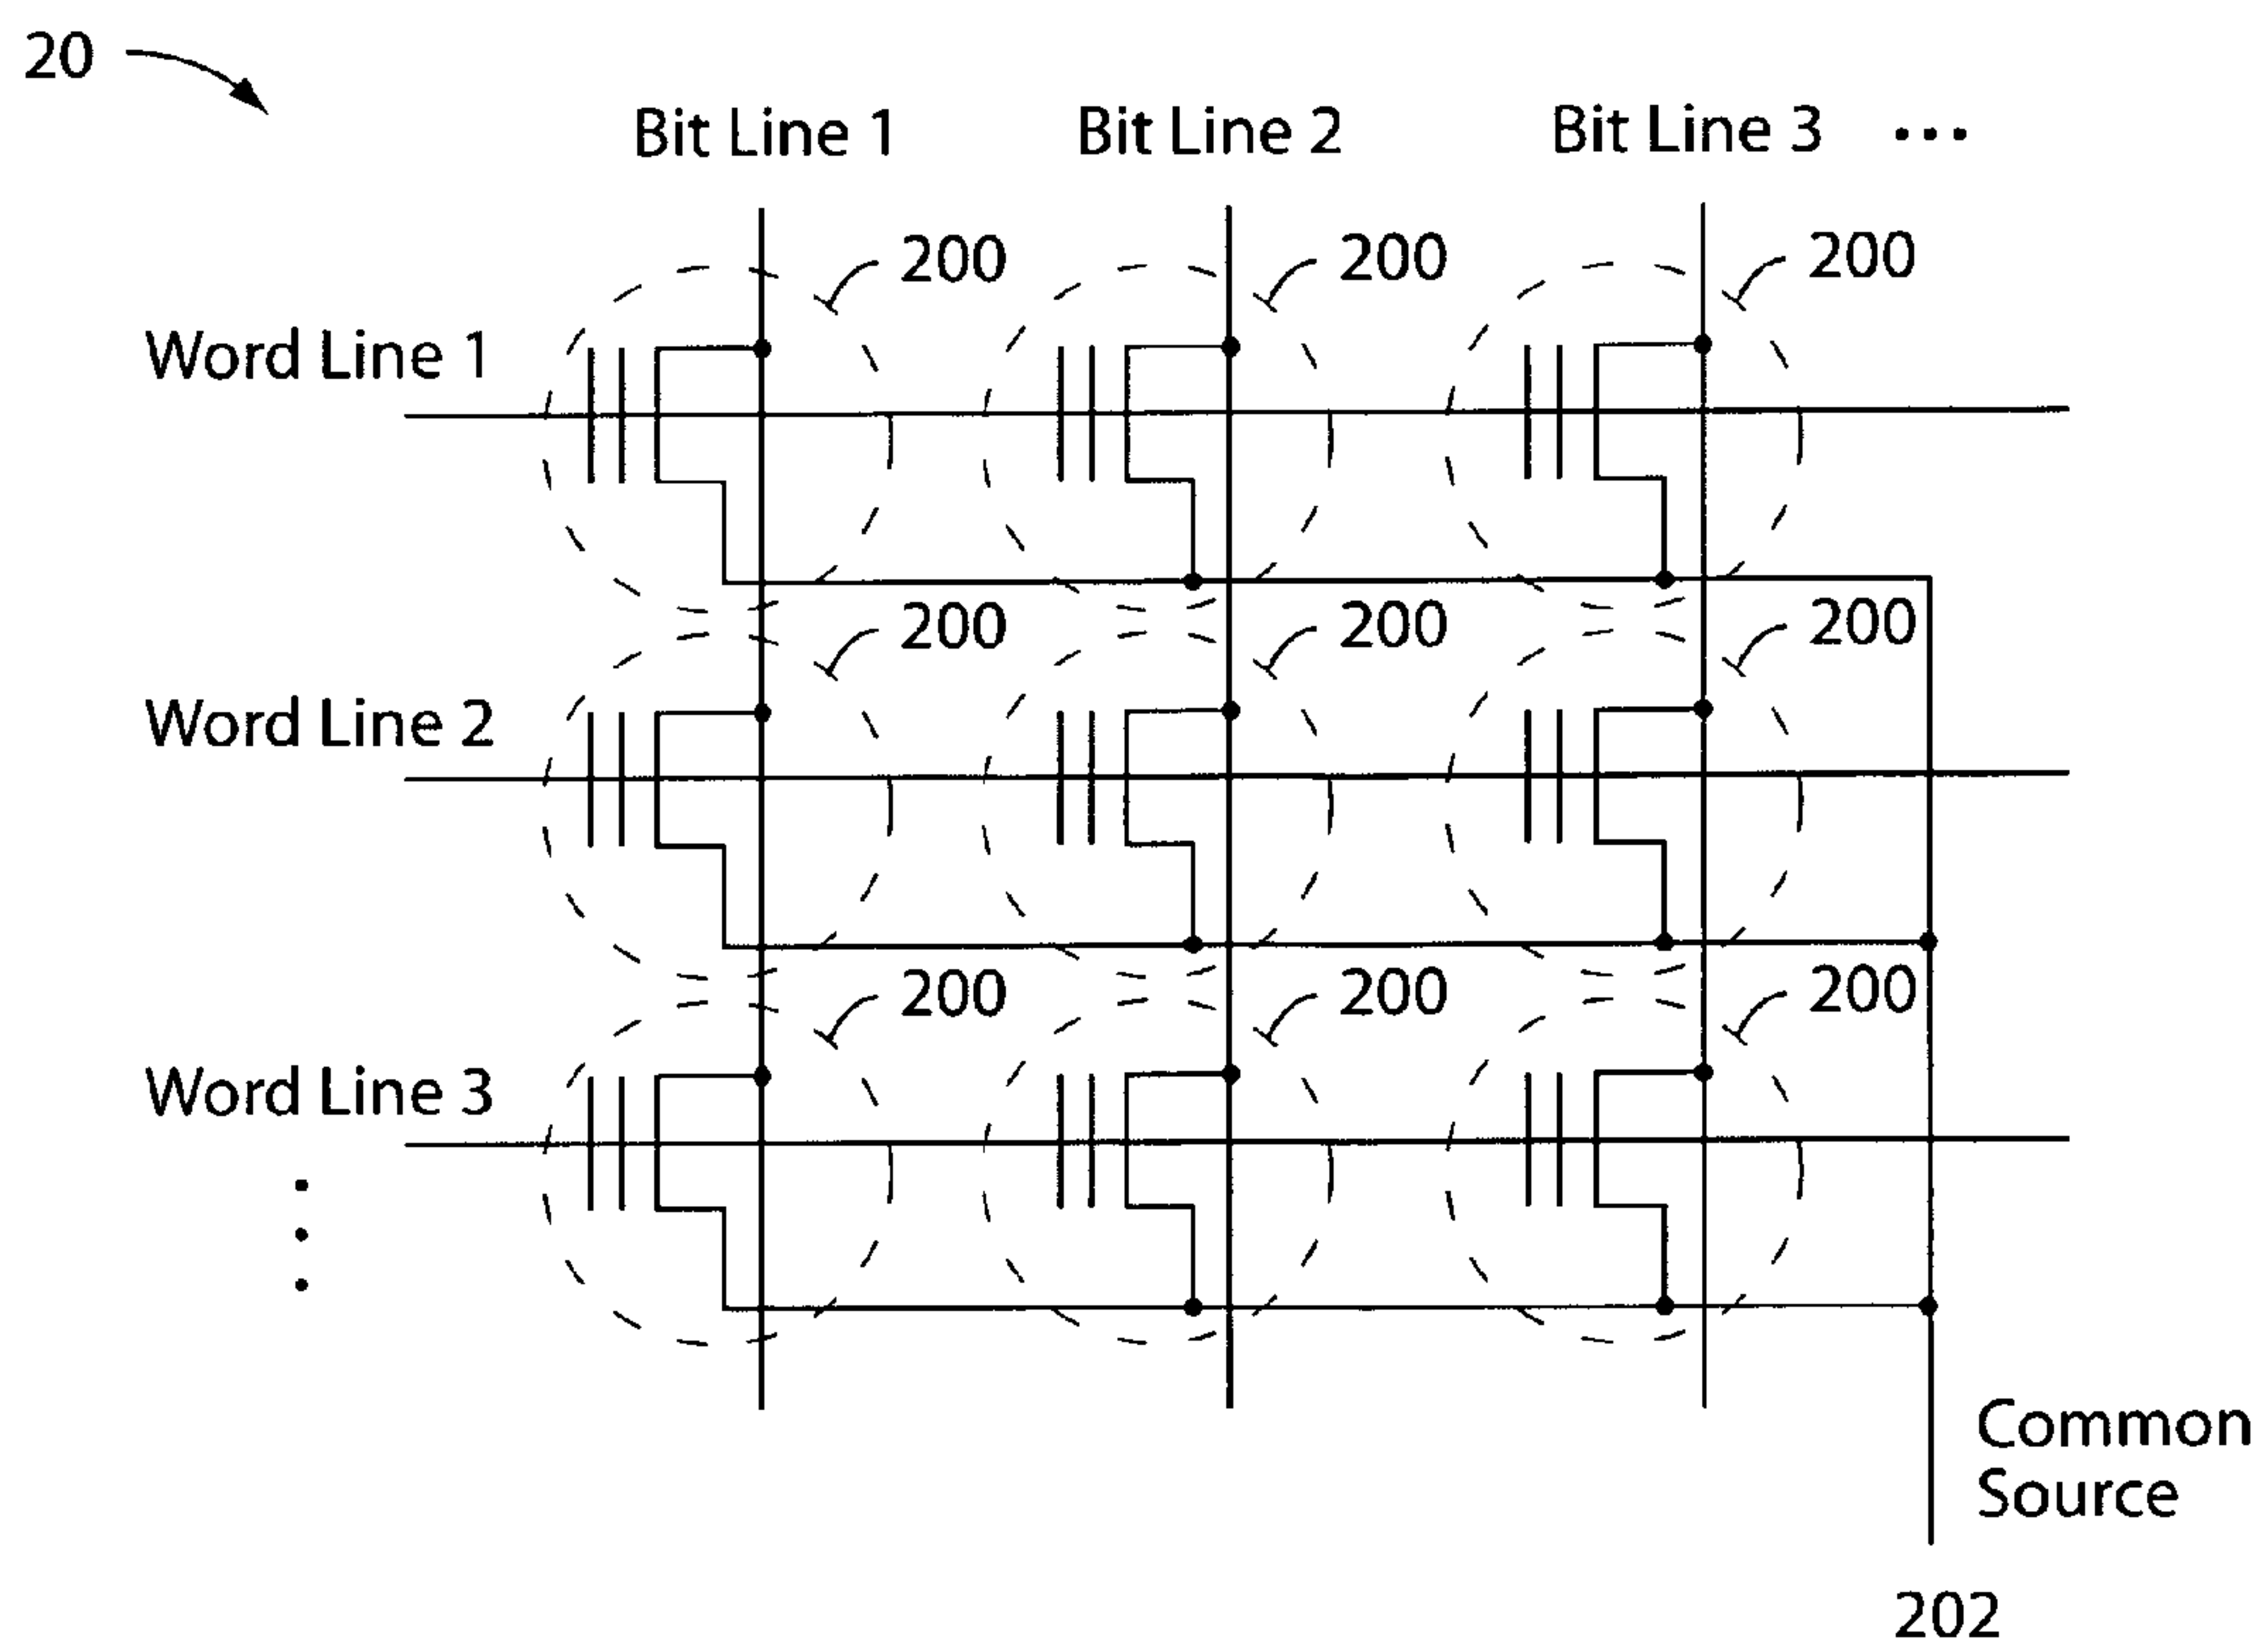 20
Bit Line 1 Bit Line 2 Bit Line 3 •••
200 200 200
Word Line 1
200 200 200
Word Line 2
200 200 200
Word Line 3
Common
Source
202